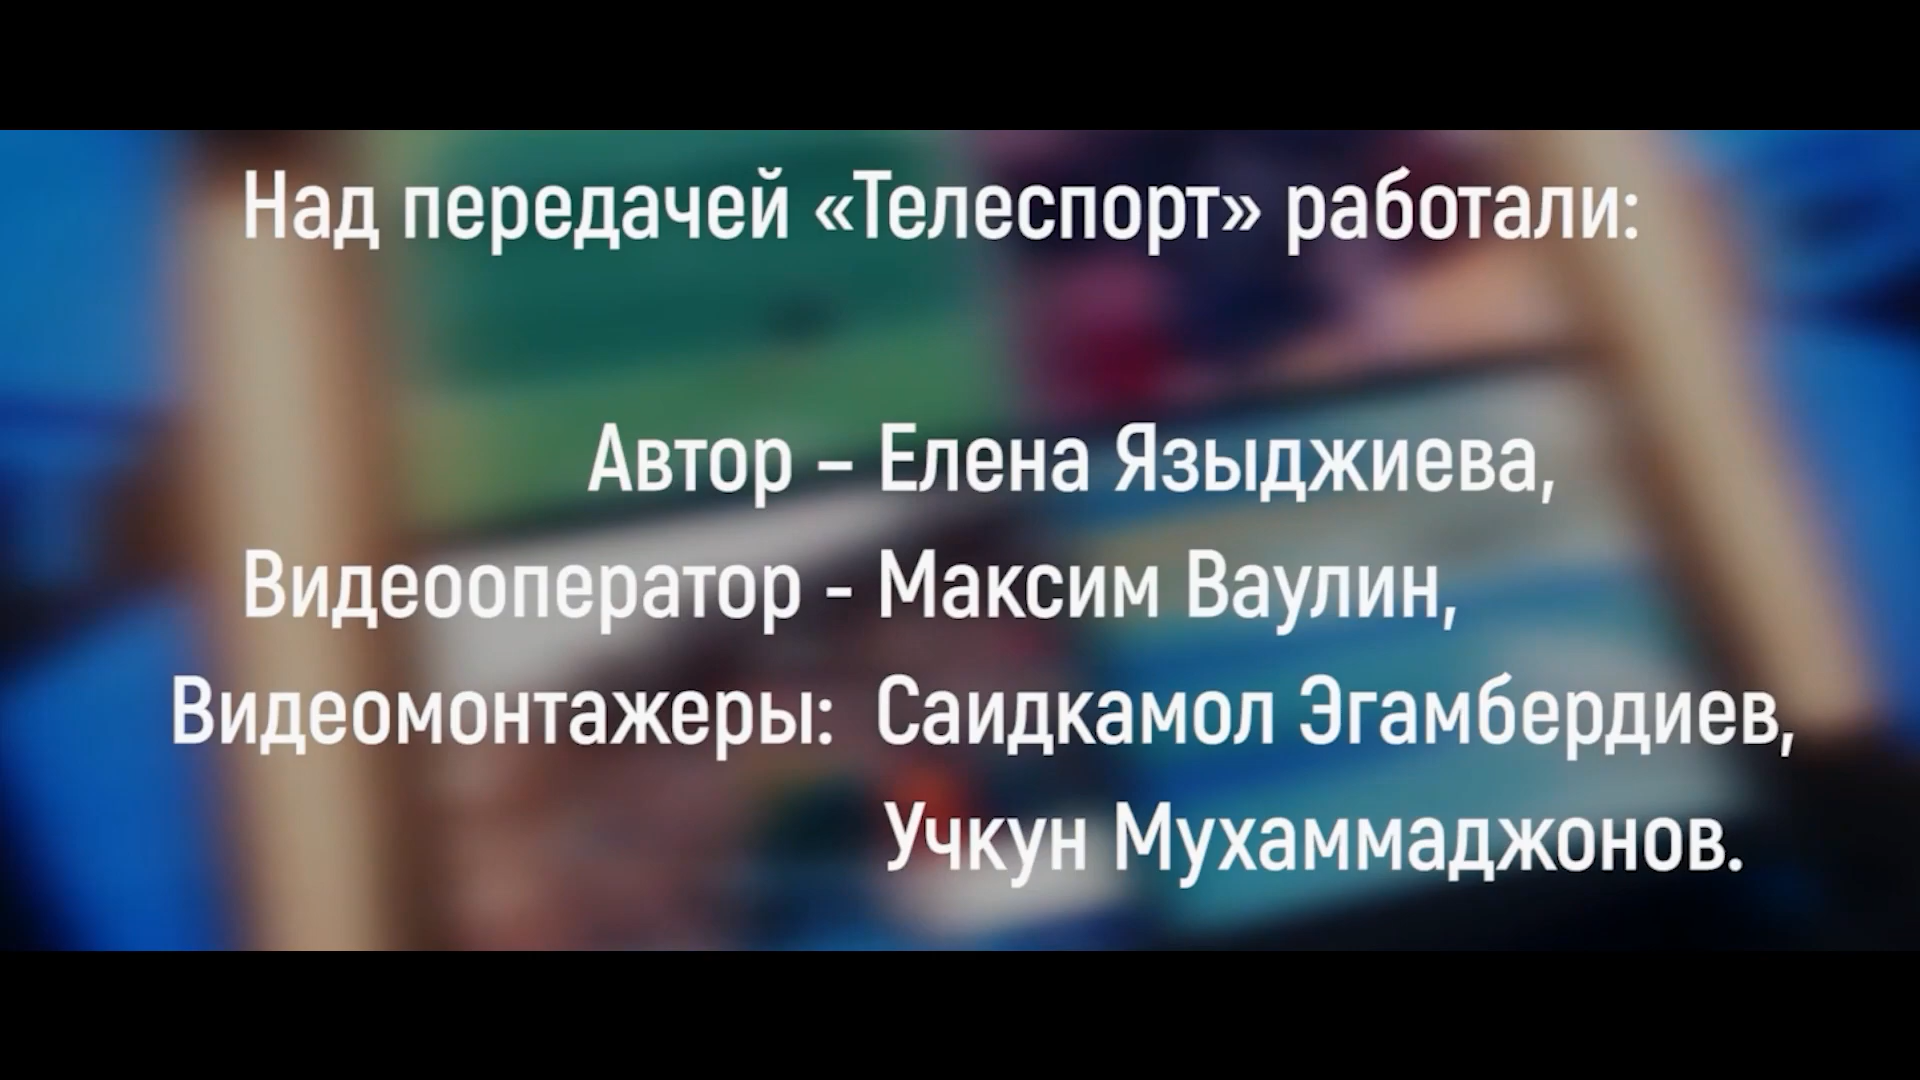 Над передачей «Телеспорт» работали:
Автор – Елена Языджиева,
Видеооператор - Максим Ваулин,
Видеомонтажеры: Саидкамол Эгамбердиев,
Учкун Мухаммаджонов.